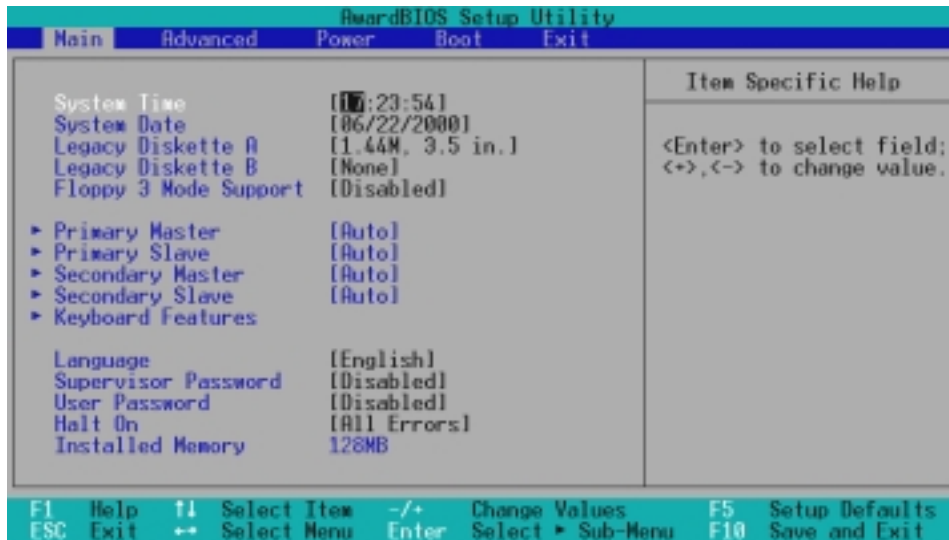 AwardBIOS Setup Utility
Main Advanced Power Boot Exit
Item Specific Help
System Time [17:23:54]
System Date [06/22/2000]
Legacy Diskette A [1.44M, 3.5 in.]
Legacy Diskette B [None]
Floppy 3 Mode Support [Disabled]
<Enter> to select field;
<+>,<-> to change value.
► Primary Master [Auto]
► Primary Slave [Auto]
► Secondary Master [Auto]
► Secondary Slave [Auto]
► Keyboard Features
Language [English]
Supervisor Password [Disabled]
User Password [Disabled]
Halt On [All Errors]
Installed Memory 128MB
F1 Help ↑↓ Select Item -/+ Change Values F5 Setup Defaults
ESC Exit ↔ Select Menu Enter Select ► Sub-Menu F10 Save and Exit